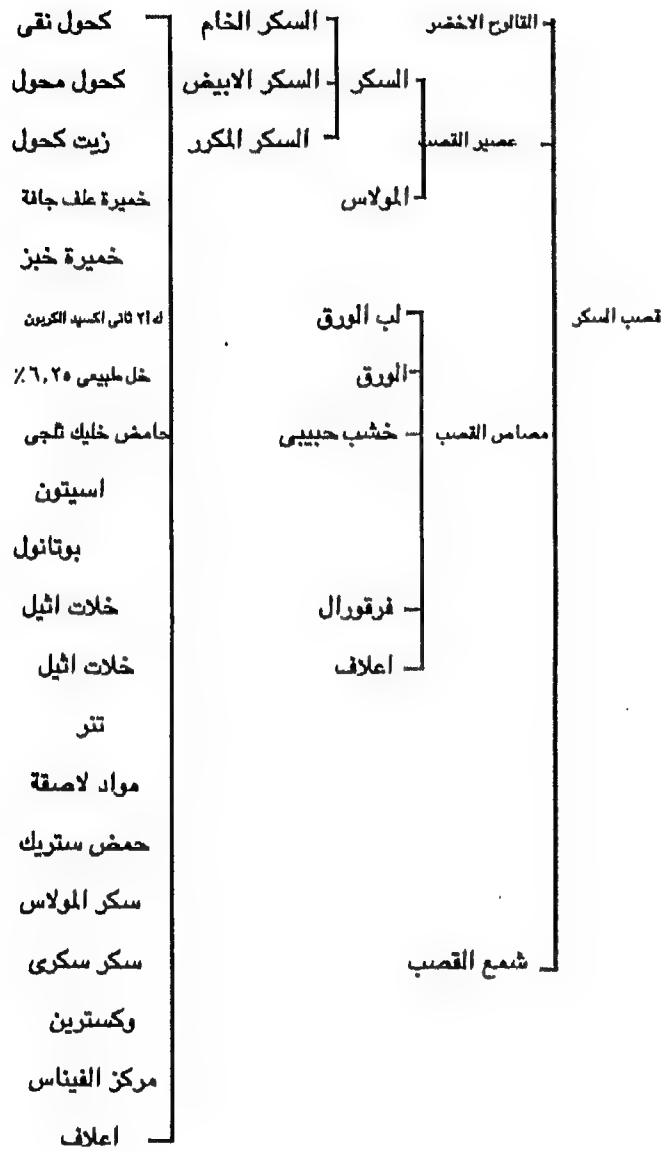 القالوح الاخضر
السكر الخام
كحول نقى
السكر
السكر الابيض
كحول محول
عصير القصب
السكر المكرر
زيت كحول
المولاس
خميرة علف جافة
خميرة خبز
قصب السكر
لب الورق
ك أ٢ ثانى اكسيد الكربون
الورق
خل طبيعى ٦,٢٥٪
مصاص القصب
خشب حبيبى
حامض خليك ثلجى
اسيتون
بوتانول
فرقورال
خلات اثيل
اعلاف
خلات اثيل
تنر
مواد لاصقة
حمض ستريك
سكر المولاس
شمع القصب
سكر سكرى
وكسترين
مركز الفيناس
اعلاف